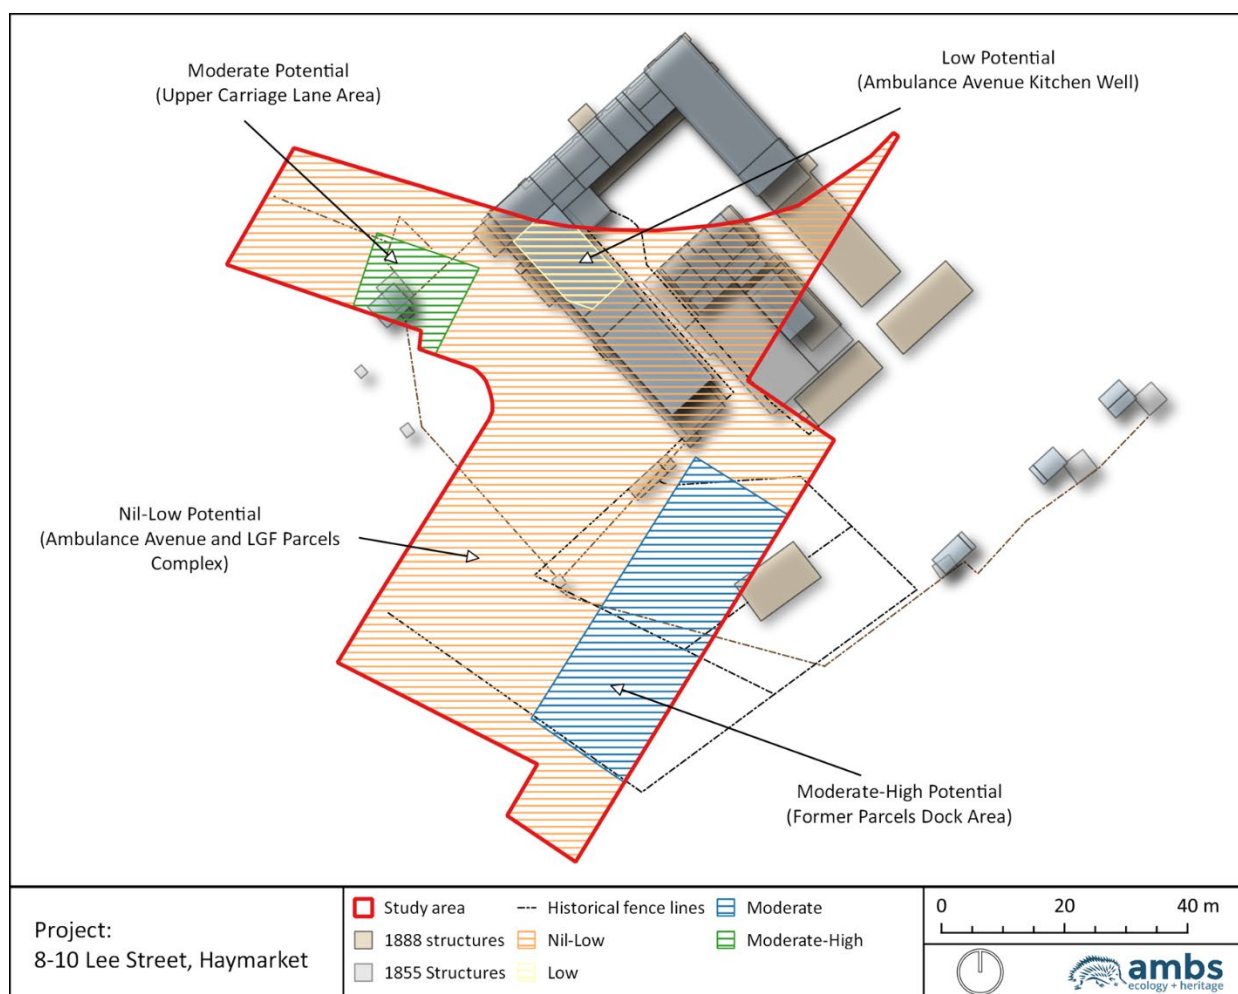 Moderate Potential
(Upper Carriage Lane Area)
Low Potential
(Ambulance Avenue Kitchen Well)
Nil-Low Potential
(Ambulance Avenue and LGF Parcels
Complex)
Moderate-High Potential
(Former Parcels Dock Area)
Project:
8-10 Lee Street, Haymarket
Study area
1888 structures
1855 Structures
Historical fence lines
Nil-Low
Low
Moderate
Moderate-High
0 20 40 m
ambs
ecology + heritage